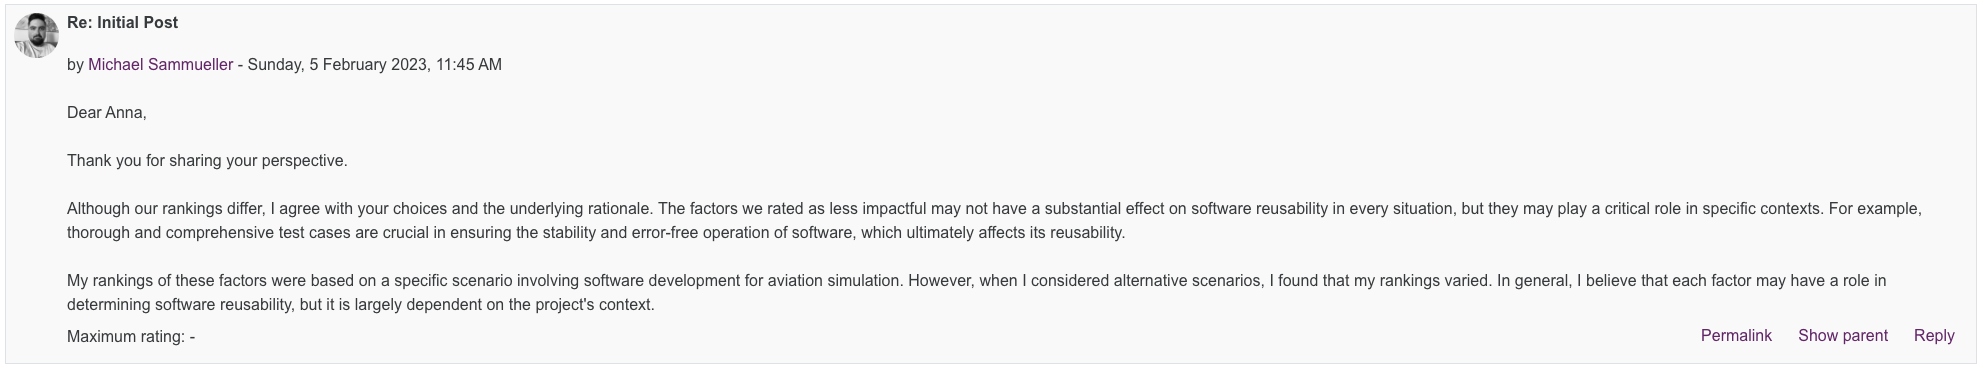 Re: Initial Post
by Michael Sammueller - Sunday, 5 February 2023, 11:45 AM
Dear Anna,
Thank you for sharing your perspective.
Although our rankings differ, I agree with your choices and the underlying rationale. The factors we rated as less impactful may not have a substantial effect on software reusability in every situation, but they may play a critical role in specific contexts. For example,
thorough and comprehensive test cases are crucial in ensuring the stability and error-free operation of software, which ultimately affects its reusability.
My rankings of these factors were based on a specific scenario involving software development for aviation simulation. However, when I considered alternative scenarios, I found that my rankings varied. In general, I believe that each factor may have a role in
determining software reusability, but it is largely dependent on the project's context.
Maximum rating: -
Permalink Show parent Reply